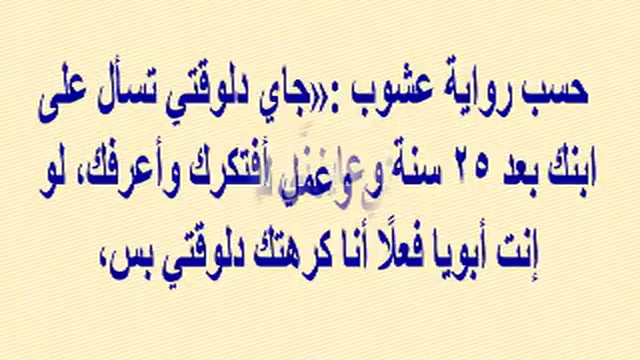 حسب رواية عشوب :«جاي دلوقتي تسأل على
ابنك بعد ٢٥ سنة و أفتكرك وأعرفك، لو
إنت أبويا فعلًا أنا كرهتك دلوقتي بس،